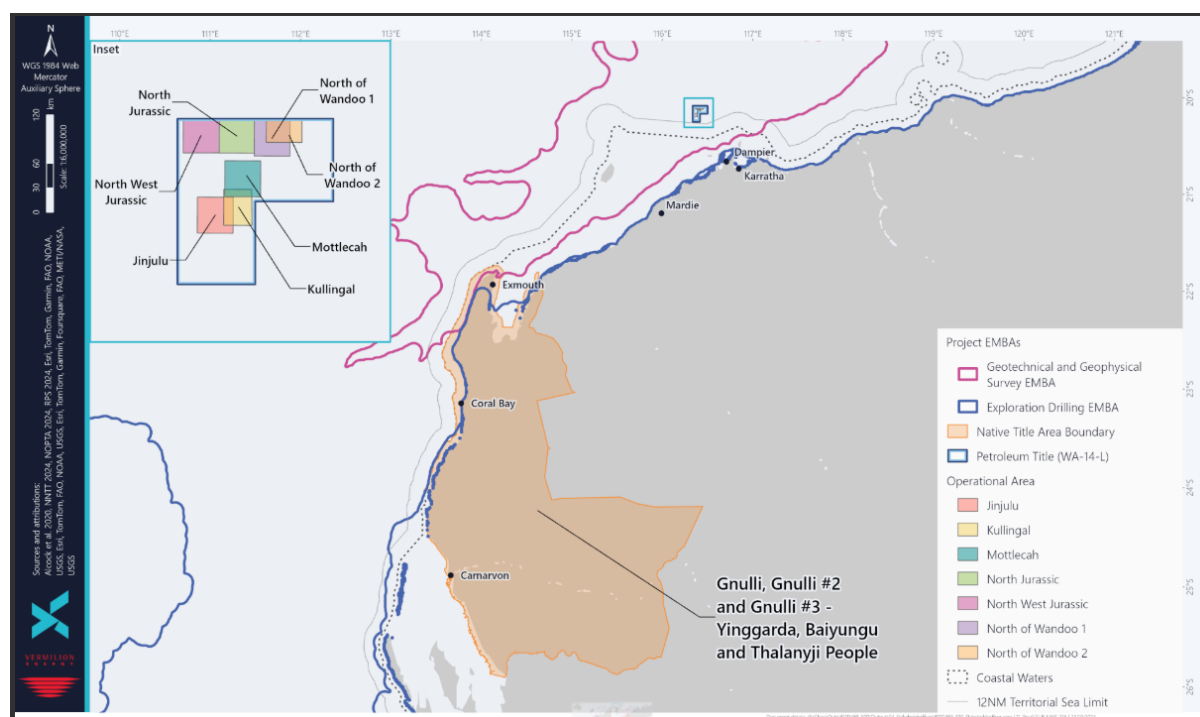 N
WGS 1984 Web
Mercator
Auxiliary Sphere
km
120
60
30
0
Scale: 1:6,000,000
Sources and attributions:
Alcock et al. 2020, NNTT 2024, NOPTA 2024, RPS 2024, Esri, TomTom, Garmin, FAO, NOAA,
USGS, Esri, TomTom, FAO, NOAA, USGS, Esri, TomTom, Garmin, Foursquare, FAO, METI/NASA,
USGS
VERMILION
ENERGY
110°E
111°E
112°E
113°E
114°E
115°E
116°E
117°E
118°E
119°E
120°E
121°E
Inset
North
Jurassic
North of
Wandoo 1
North West
Jurassic
North of
Wandoo 2
Mottlecah
Jinjulu
Kullingal
20°S
21°S
22°S
23°S
24°S
25°S
26°S
Dampier
Karratha
Mardie
Exmouth
Coral Bay
Carnarvon
Gnulli, Gnulli #2
and Gnulli #3 -
Yinggarda, Baiyungu
and Thalanyji People
Project EMBAs
Geotechnical and Geophysical
Survey EMBA
Exploration Drilling EMBA
Native Title Area Boundary
Petroleum Title (WA-14-L)
Operational Area
Jinjulu
Kullingal
Mottlecah
North Jurassic
North West Jurassic
North of Wandoo 1
North of Wandoo 2
Coastal Waters
12NM Territorial Sea Limit